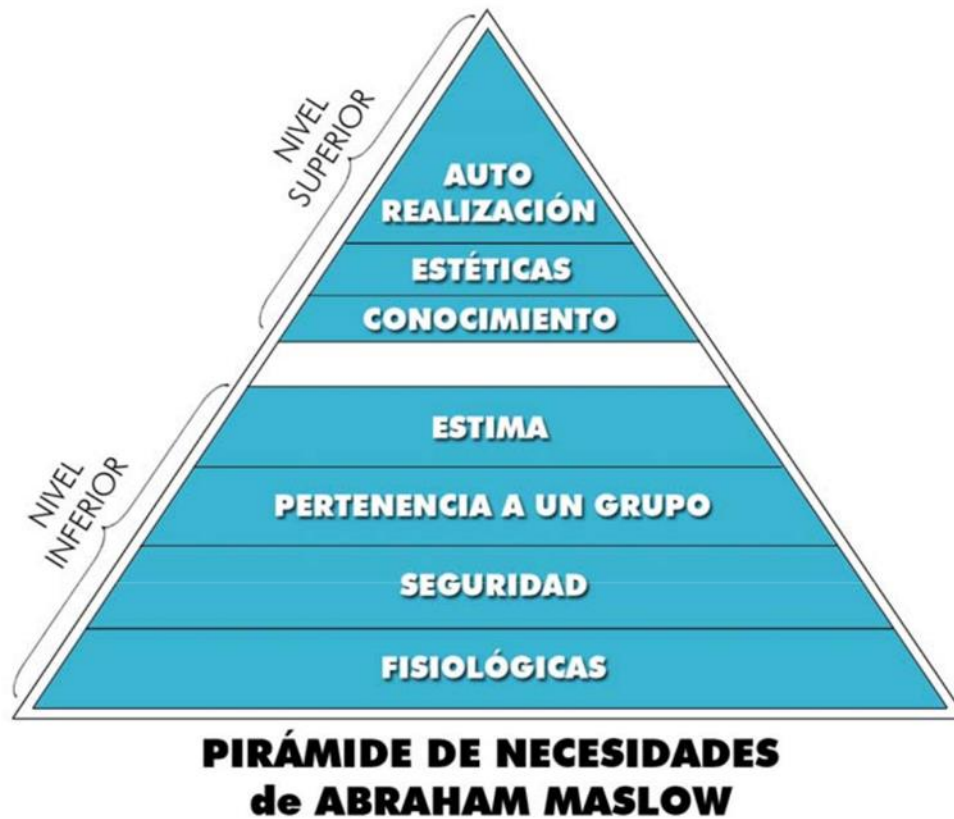 NIVEL
SUPERIOR
AUTO
REALIZACIÓN
ESTÉTICAS
CONOCIMIENTO
NIVEL
INFERIOR
ESTIMA
PERTENENCIA A UN GRUPO
SEGURIDAD
FISIOLÓGICAS
PIRÁMIDE DE NECESIDADES
de ABRAHAM MASLOW